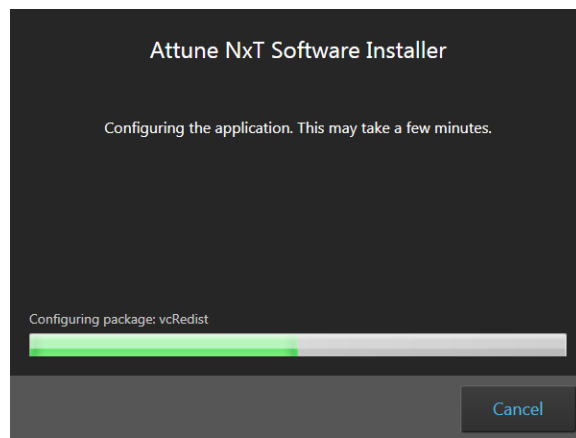 Attune NxT Software Installer
Configuring the application. This may take a few minutes.
Configuring package: vcRedist
Cancel